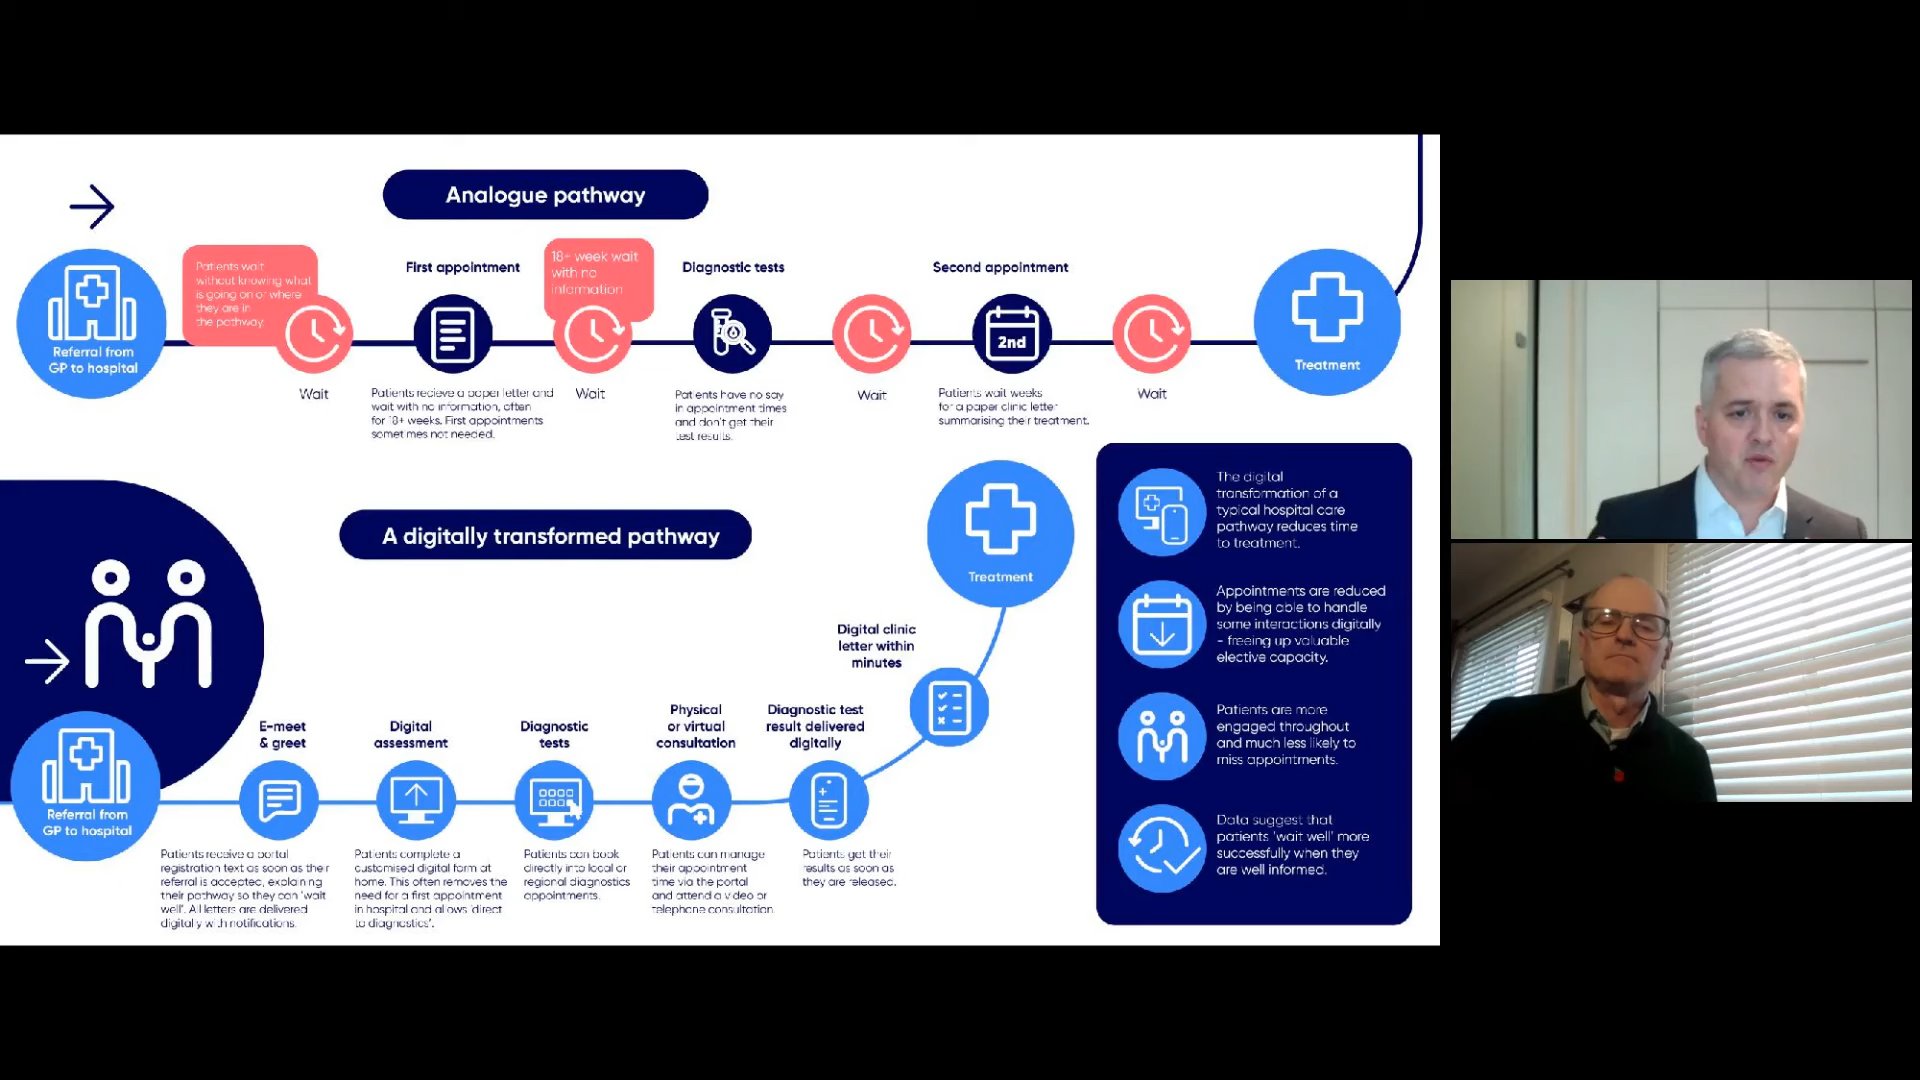 Analogue pathway
Referral from
GP to hospital
Patients wait
without knowing what
is going on or where
they are in
the pathway.
Wait
First appointment
Patients recieve a paper letter and
wait with no information, often
for 18+ weeks. First appointments
sometimes not needed.
18+ week wait
with no
information
Wait
Diagnostic tests
Patients have no say
in appointment times
and don't get their
test results.
Wait
Second appointment
2nd
Patients wait weeks
for a paper clinic letter
summarising their treatment.
Wait
Treatment
A digitally transformed pathway
Referral from
GP to hospital
E-meet
& greet
Patients receive a portal
registration text as soon as their
referral is accepted, explaining
their pathway so they can 'wait
well'. All letters are delivered
digitally with notifications.
Digital
assessment
Patients complete a
customised digital form at
home. This often removes the
need for a first appointment
in hospital and allows 'direct
to diagnostics'.
Diagnostic
tests
Patients can book
directly into local or
regional diagnostics
appointments.
Physical
or virtual
consultation
Patients can manage
their appointment
time via the portal
and attend a video or
telephone consultation.
Diagnostic test
result delivered
digitally
Patients get their
results as soon as
they are released.
Digital clinic
letter within
minutes
Treatment
The digital
transformation of a
typical hospital care
pathway reduces time
to treatment.
Appointments are reduced
by being able to handle
some interactions digitally
- freeing up valuable
elective capacity.
Patients are more
engaged throughout
and much less likely to
miss appointments.
Data suggest that
patients 'wait well' more
successfully when they
are well informed.